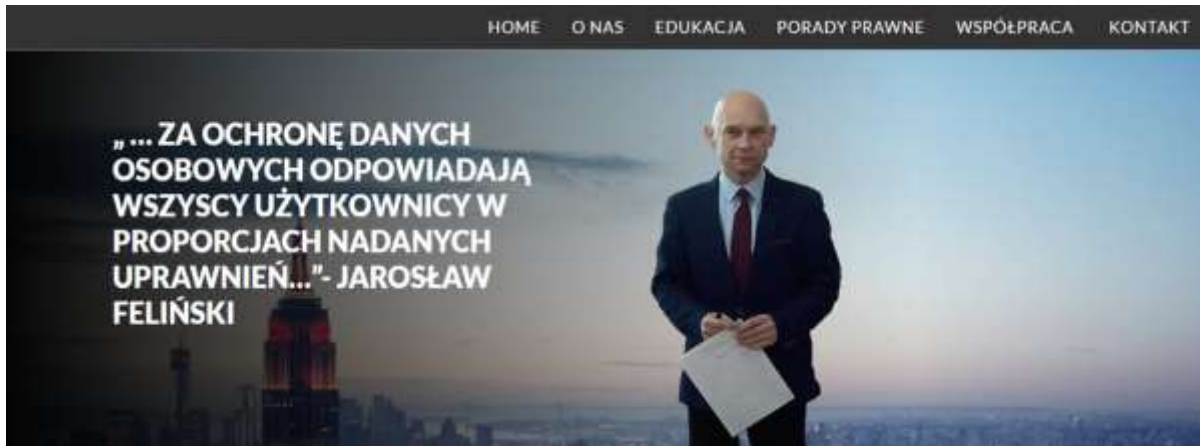 HOME O NAS EDUKACJA PORADY PRAWNE WSPÓŁPRACA KONTAKT
„ ... ZA OCHRONĘ DANYCH
OSOBOWYCH ODPOWIADAJĄ
WSZYSCY UŻYTKOWNICY W
PROPORCJACH NADANYCH
UPRAWNIEŃ..."- JAROSŁAW
FELIŃSKI